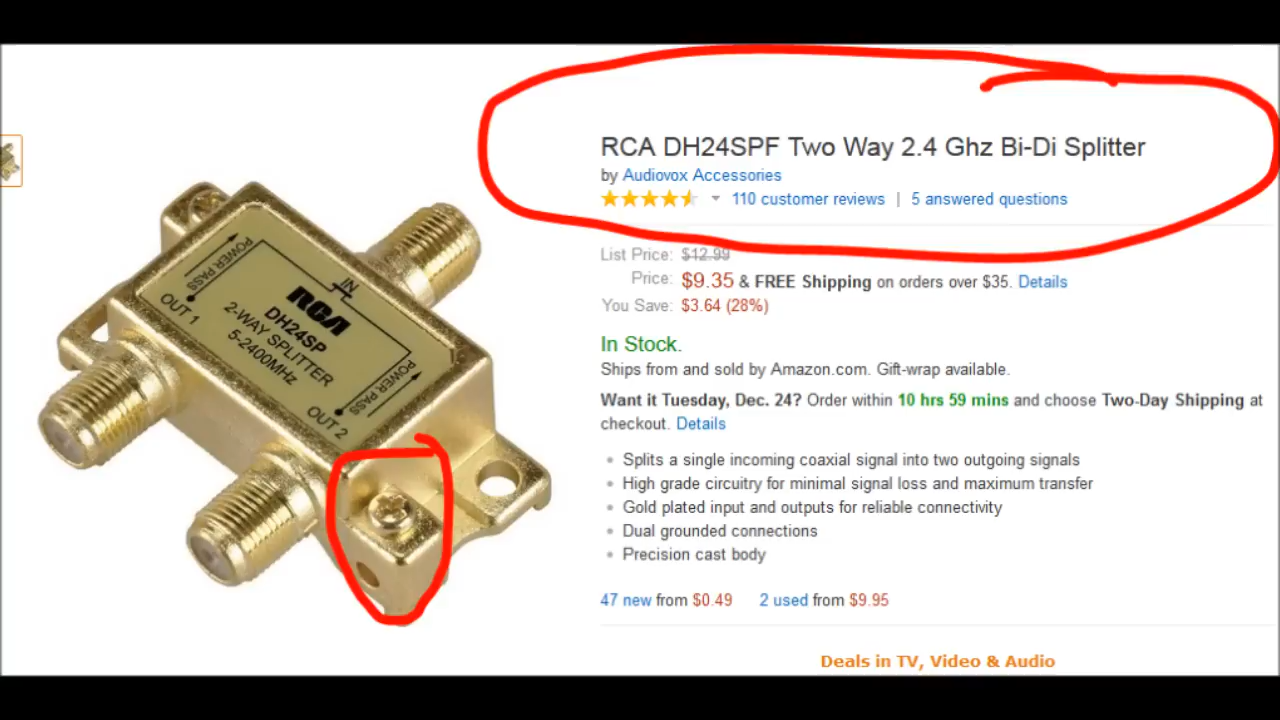 POWER PASS
IN
OUT 1
RCA
DH24SP
2-WAY SPLITTER
5-2400MHz
POWER PASS
OUT 2
RCA DH24SPF Two Way 2.4 Ghz Bi-Di Splitter
by Audiovox Accessories
110 customer reviews | 5 answered questions
List Price: $12.99
Price: $9.35 & FREE Shipping on orders over $35. Details
You Save: $3.64 (28%)
In Stock.
Ships from and sold by Amazon.com. Gift-wrap available.
Want it Tuesday, Dec. 24? Order within 10 hrs 59 mins and choose Two-Day Shipping at
checkout. Details
Splits a single incoming coaxial signal into two outgoing signals
High grade circuitry for minimal signal loss and maximum transfer
Gold plated input and outputs for reliable connectivity
Dual grounded connections
Precision cast body
47 new from $0.49 2 used from $9.95
Deals in TV, Video & Audio